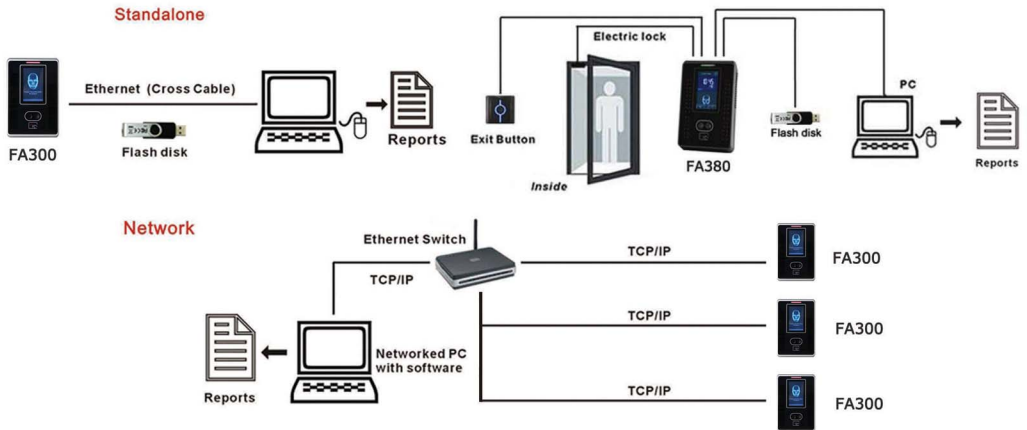 Standalone
FA300
Ethernet (Cross Cable)
Flash disk
Reports
Exit Button
Electric lock
Inside
FA380
Flash disk
PC
Reports
Network
Ethernet Switch
TCP/IP
Reports
Networked PC
with software
TCP/IP
FA300
TCP/IP
FA300
TCP/IP
FA300